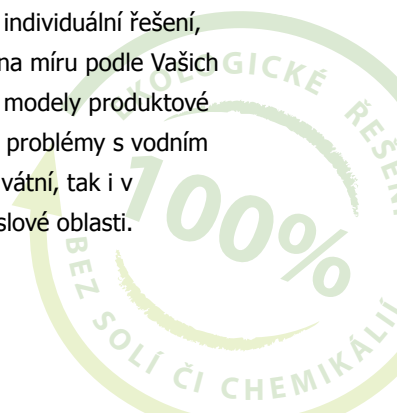 individuální řešení,
na míru podle Vašich
modely produktové
problémy s vodním
vátní, tak i v
slové oblasti.
EKOLOGICKÉ ŘEŠENÍ
100%
BEZ SOLÍ ČI CHEMIKÁLIÍ